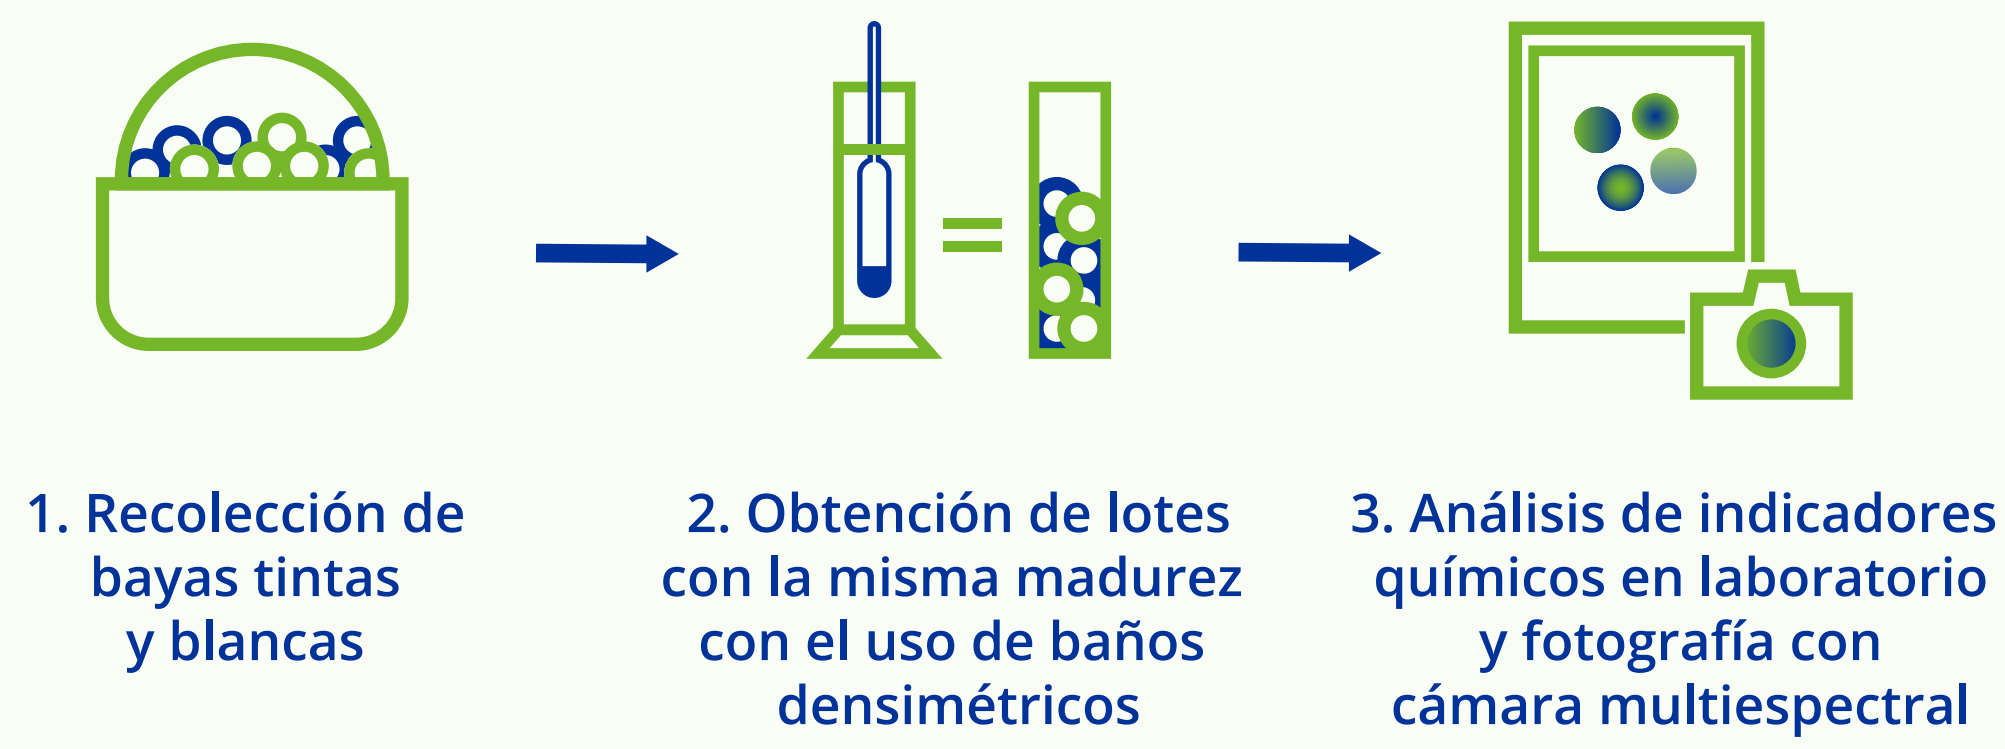 1. Recolección de
bayas tintas
y blancas
2. Obtención de lotes
con la misma madurez
con el uso de baños
densimétricos
3. Análisis de indicadores
químicos en laboratorio
y fotografía con
cámara multiespectral